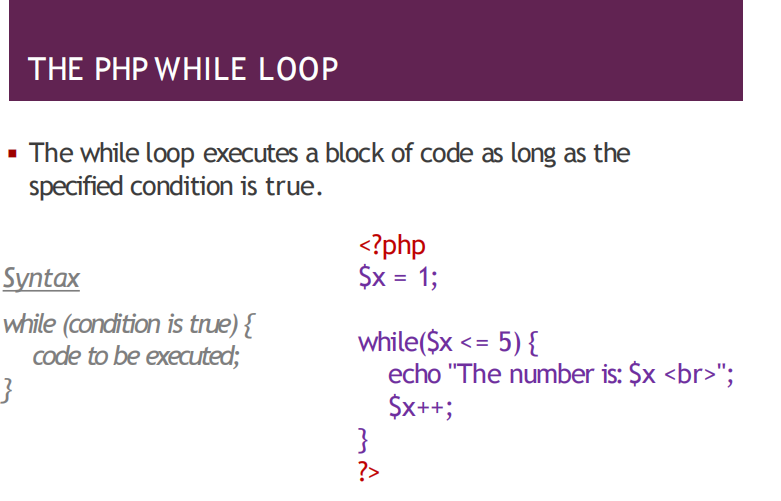 THE PHP WHILE LOOP
▪ The while loop executes a block of code as long as the
specified condition is true.
Syntax
while (condition is true) {
code to be executed;
}
<?php
$x = 1;
while($x <= 5) {
echo "The number is: $x <br>";
$x++;
}
?>